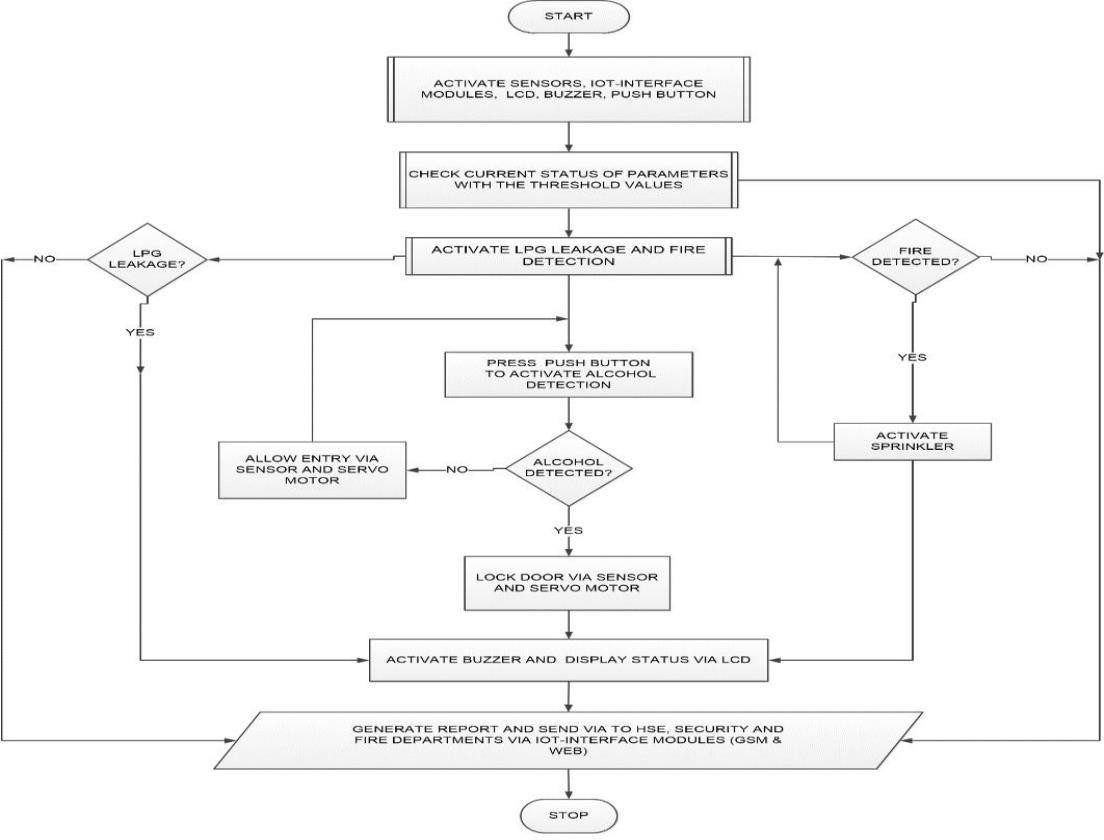 START
ACTIVATE SENSORS, IOT-INTERFACE
MODULES, LCD, BUZZER, PUSH BUTTON
CHECK CURRENT STATUS OF PARAMETERS
WITH THE THRESHOLD VALUES
ACTIVATE LPG LEAKAGE AND FIRE
DETECTION
LPG
LEAKAGE?
NO
YES
FIRE
DETECTED?
NO
YES
PRESS PUSH BUTTON
TO ACTIVATE ALCOHOL
DETECTION
ACTIVATE
SPRINKLER
ALLOW ENTRY VIA
SENSOR AND SERVO
MOTOR
NO
ALCOHOL
DETECTED?
YES
LOCK DOOR VIA SENSOR
AND SERVO MOTOR
ACTIVATE BUZZER AND DISPLAY STATUS VIA LCD
GENERATE REPORT AND SEND VIA TO HSE, SECURITY AND
FIRE DEPARTMENTS VIA IOT-INTERFACE MODULES (GSM &
WEB)
STOP